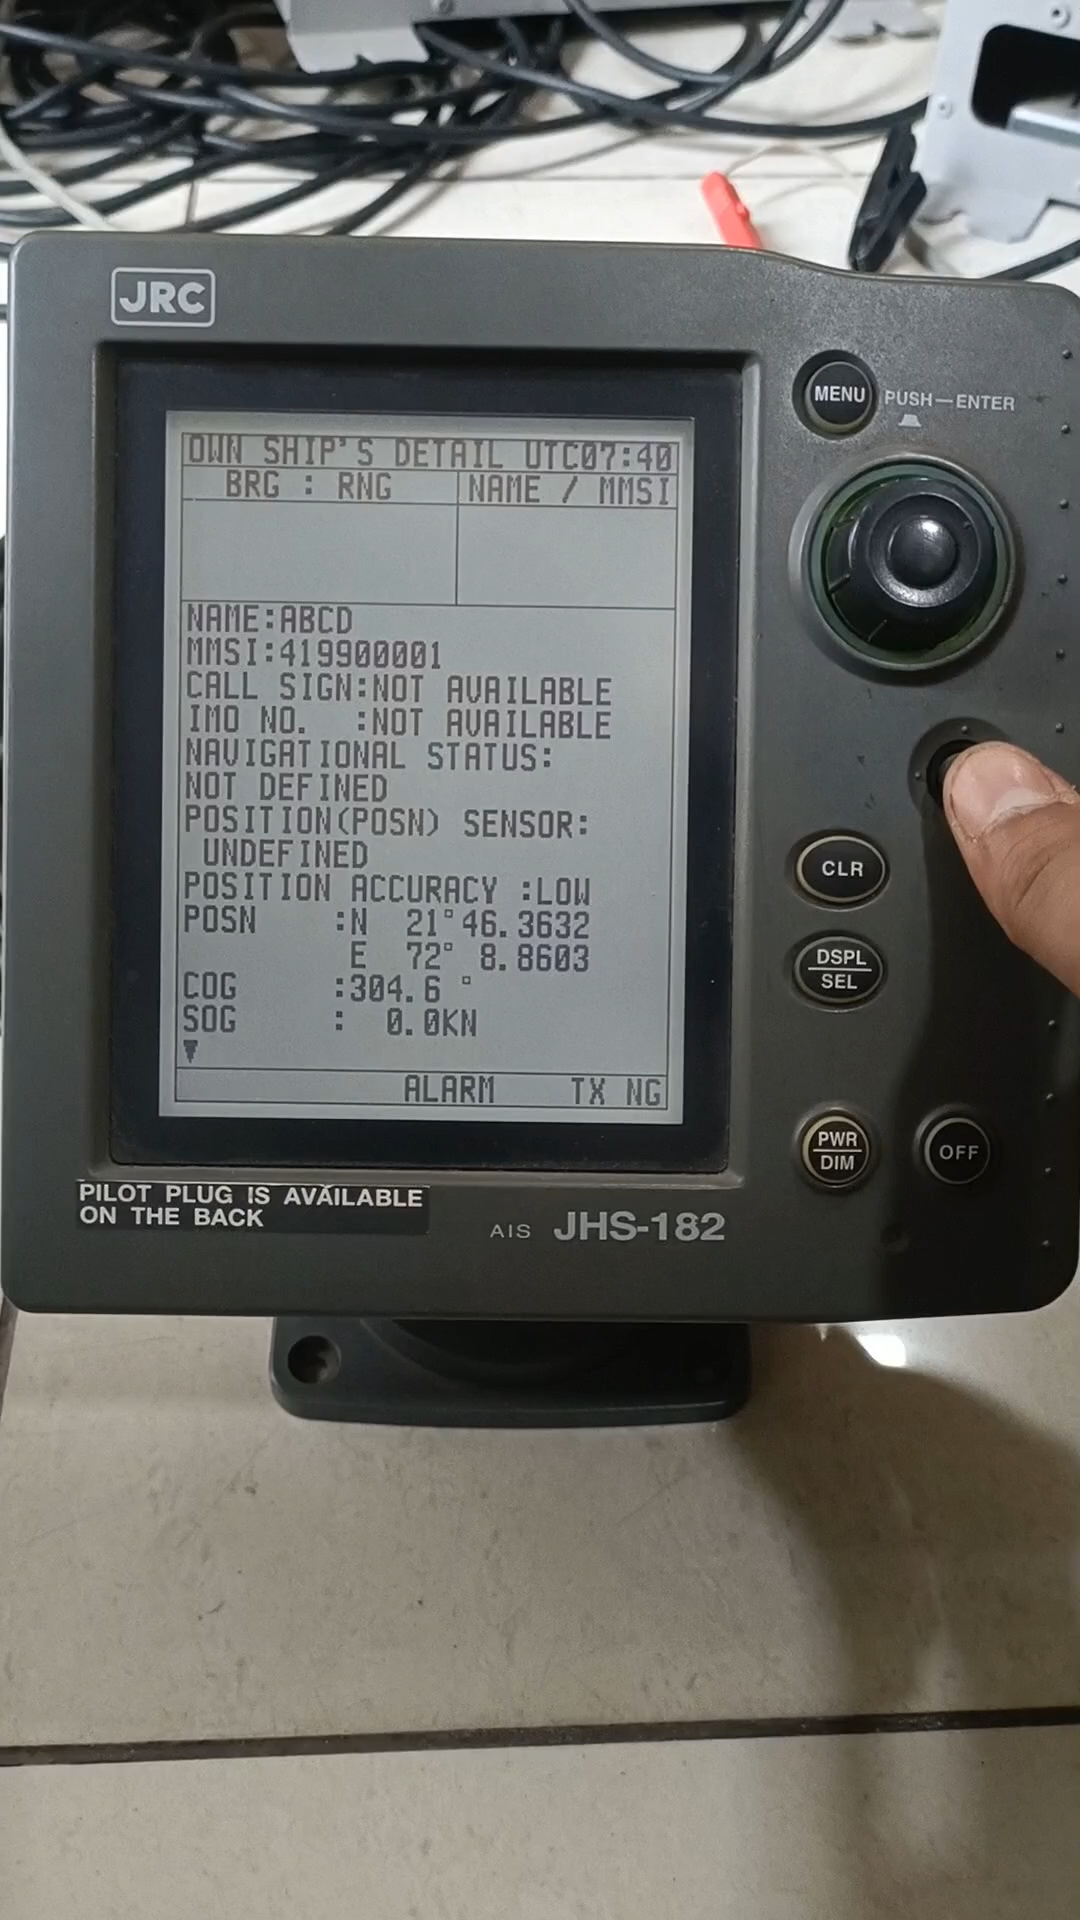 JRC
MENU
PUSH—ENTER
OWN SHIP'S DETAIL UTC07:40
BRG : RNG
NAME / MMSI
NAME:ABCD
MMSI:419900001
CALL SIGN:NOT AVAILABLE
IMO NO. :NOT AVAILABLE
NAVIGATIONAL STATUS:
NOT DEFINED
POSITION(POSN) SENSOR:
UNDEFINED
POSITION ACCURACY :LOW
POSN :N 21°46.3632
E 72° 8.8603
COG :304.6 °
SOG : 0.0KN
▼
ALARM TX NG
CLR
DSPL
SEL
PWR
DIM
OFF
PILOT PLUG IS AVAILABLE
ON THE BACK
AIS JHS-182